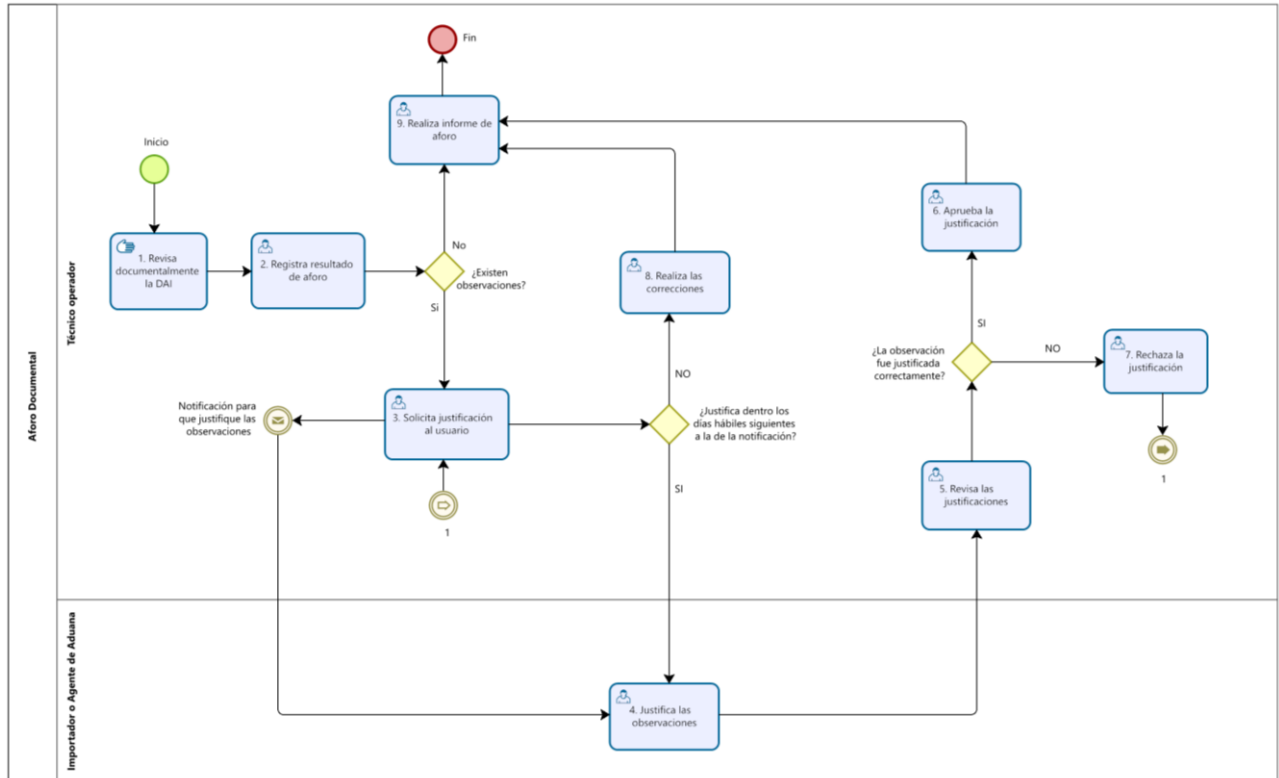 Aforo Documental
Técnico operador
Fin
9. Realiza informe de
aforo
Inicio
1. Revisa
documentalmente
la DAI
2. Registra resultado
de aforo
No
¿Existen
observaciones?
Si
8. Realiza las
correcciones
6. Aprueba la
justificación
SI
¿La observación
fue justificada
correctamente?
NO
7. Rechaza la
justificación
1
Notificación para
que justifique las
observaciones
3. Solicita justificación
al usuario
1
NO
¿Justifica dentro los
días hábiles siguientes
a la de la notificación?
SI
5. Revisa las
justificaciones
Importador o Agente de Aduana
4. Justifica las
observaciones